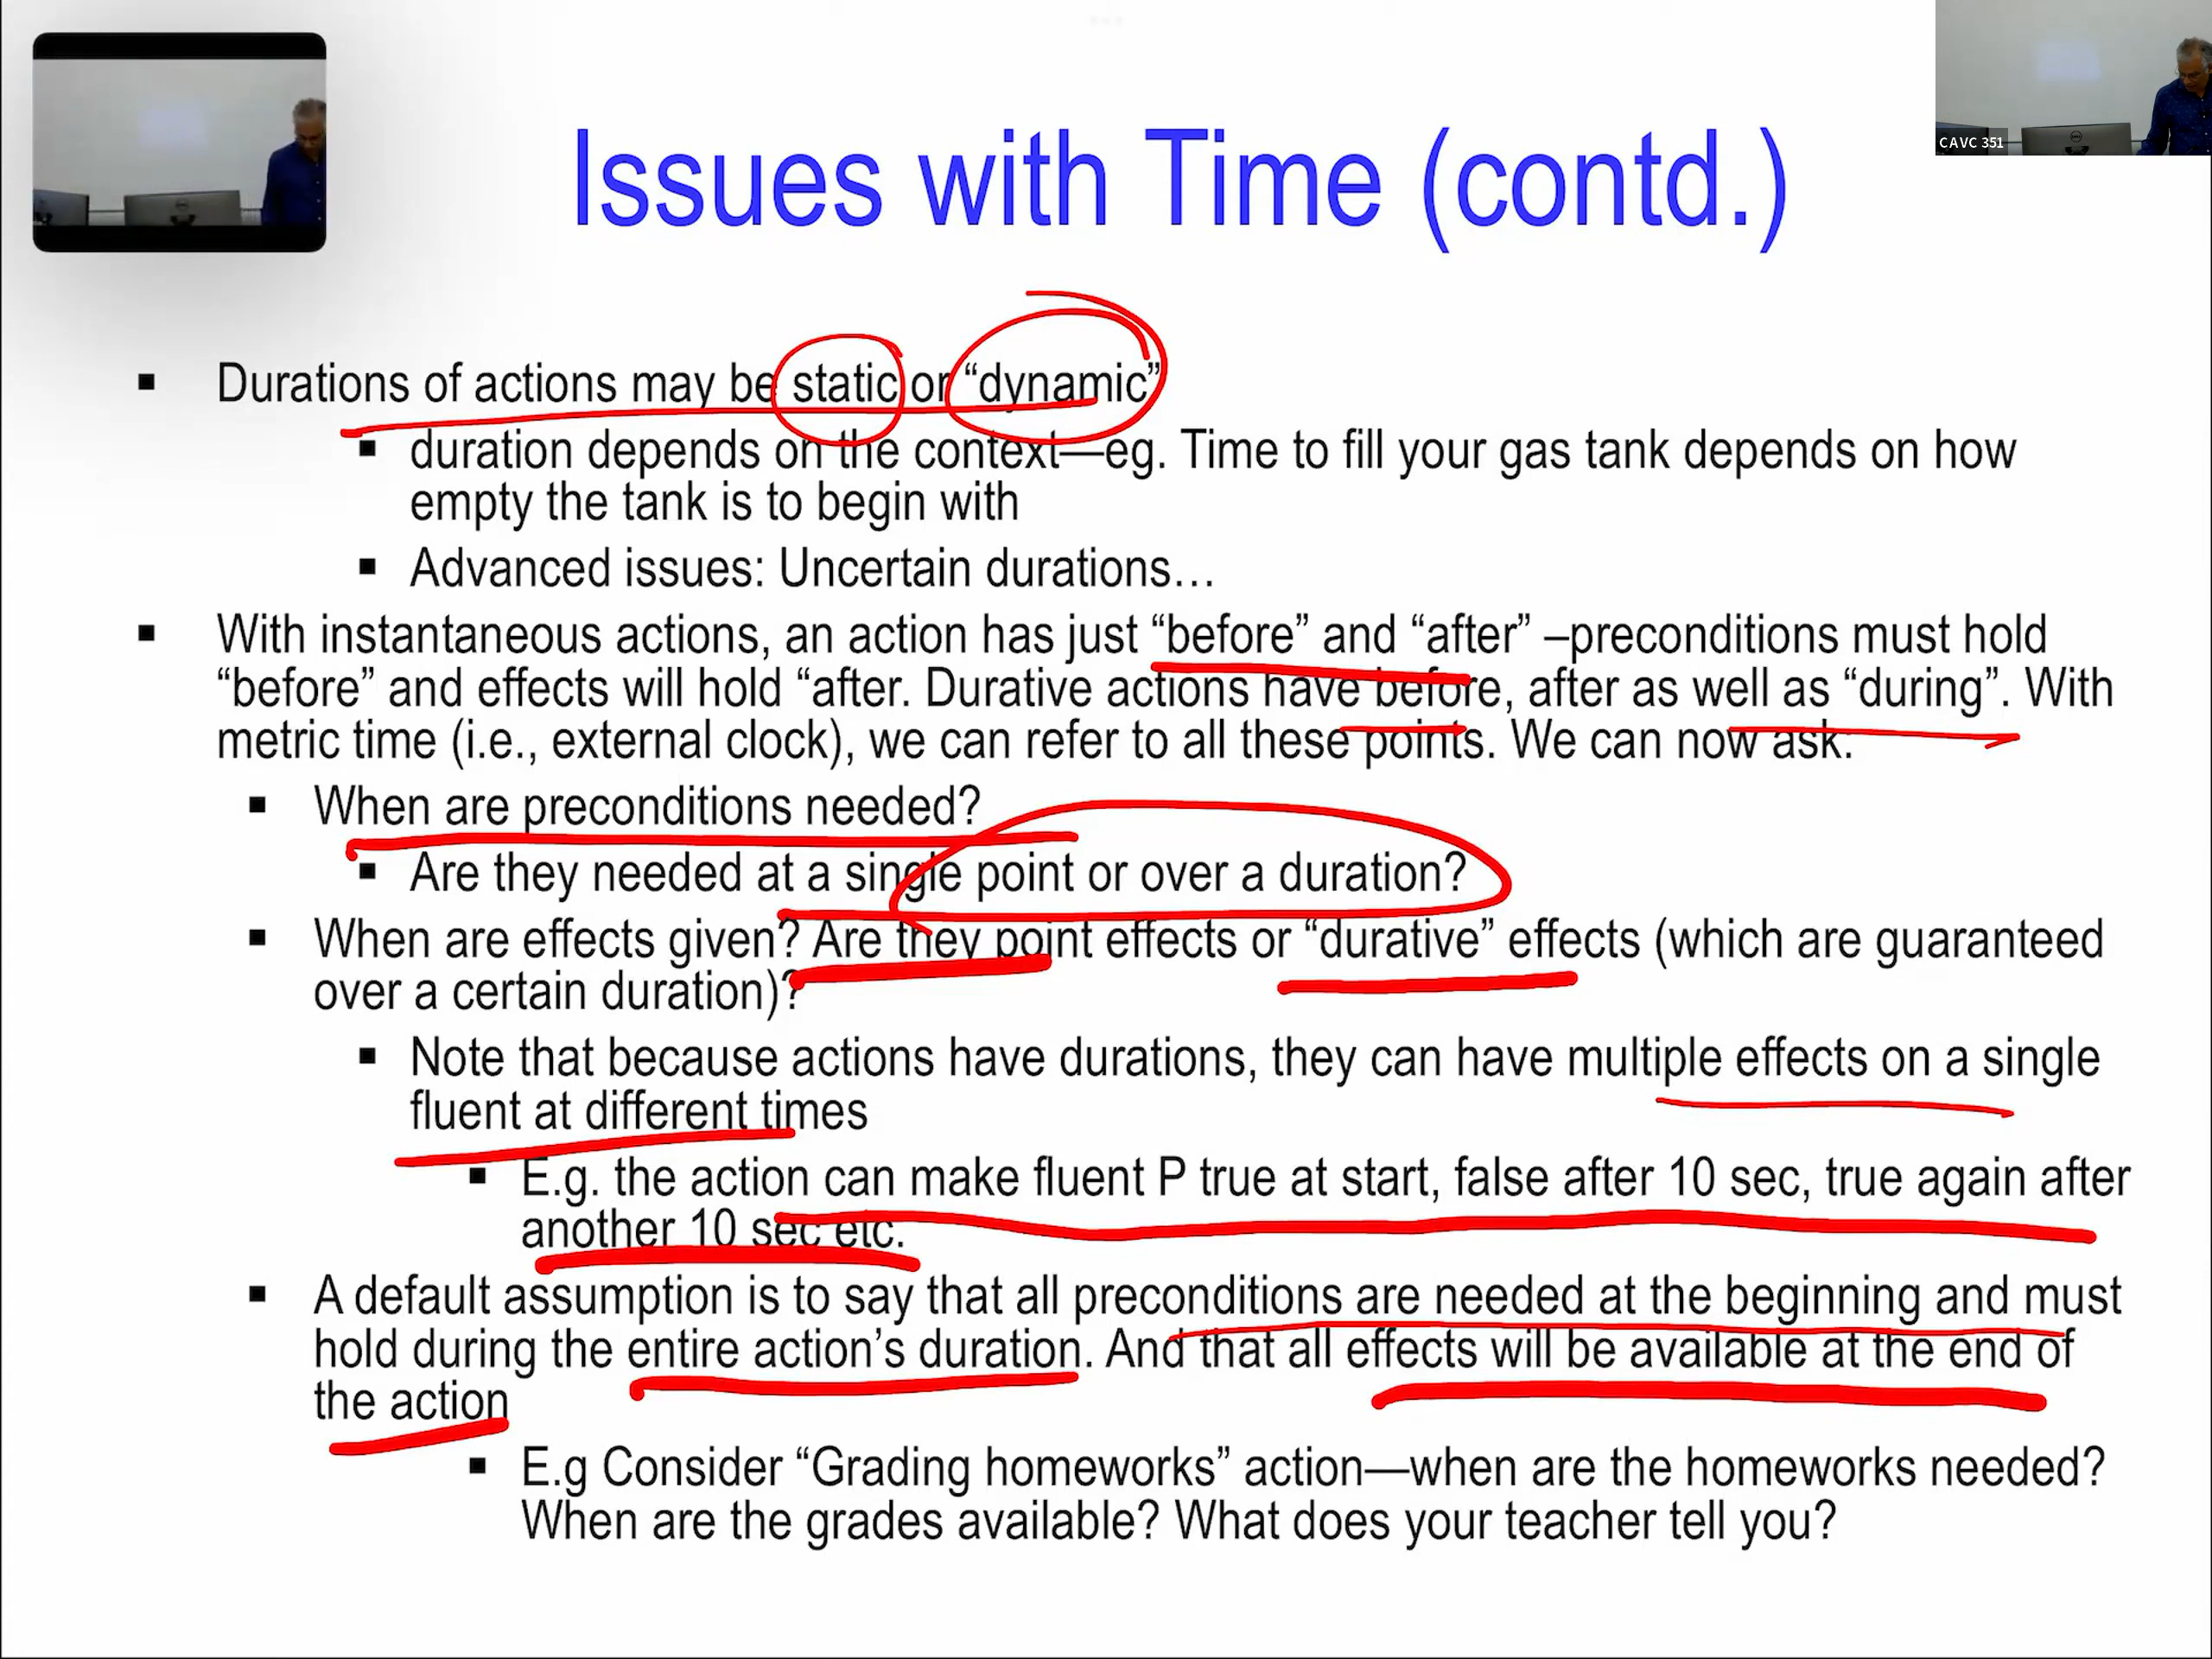 CAVC 351
Issues with Time (contd.)
▪ Durations of actions may be static or “dynamic”
▪ duration depends on the context—eg. Time to fill your gas tank depends on how
empty the tank is to begin with
▪ Advanced issues: Uncertain durations…
▪ With instantaneous actions, an action has just “before” and “after” –preconditions must hold
“before” and effects will hold “after. Durative actions have before, after as well as “during”. With
metric time (i.e., external clock), we can refer to all these points. We can now ask.
▪ When are preconditions needed?
▪ Are they needed at a single point or over a duration?
▪ When are effects given? Are they point effects or “durative” effects (which are guaranteed
over a certain duration)?
▪ Note that because actions have durations, they can have multiple effects on a single
fluent at different times
▪ E.g. the action can make fluent P true at start, false after 10 sec, true again after
another 10 sec etc.
▪ A default assumption is to say that all preconditions are needed at the beginning and must
hold during the entire action’s duration. And that all effects will be available at the end of
the action
▪ E.g Consider “Grading homeworks” action—when are the homeworks needed?
When are the grades available? What does your teacher tell you?